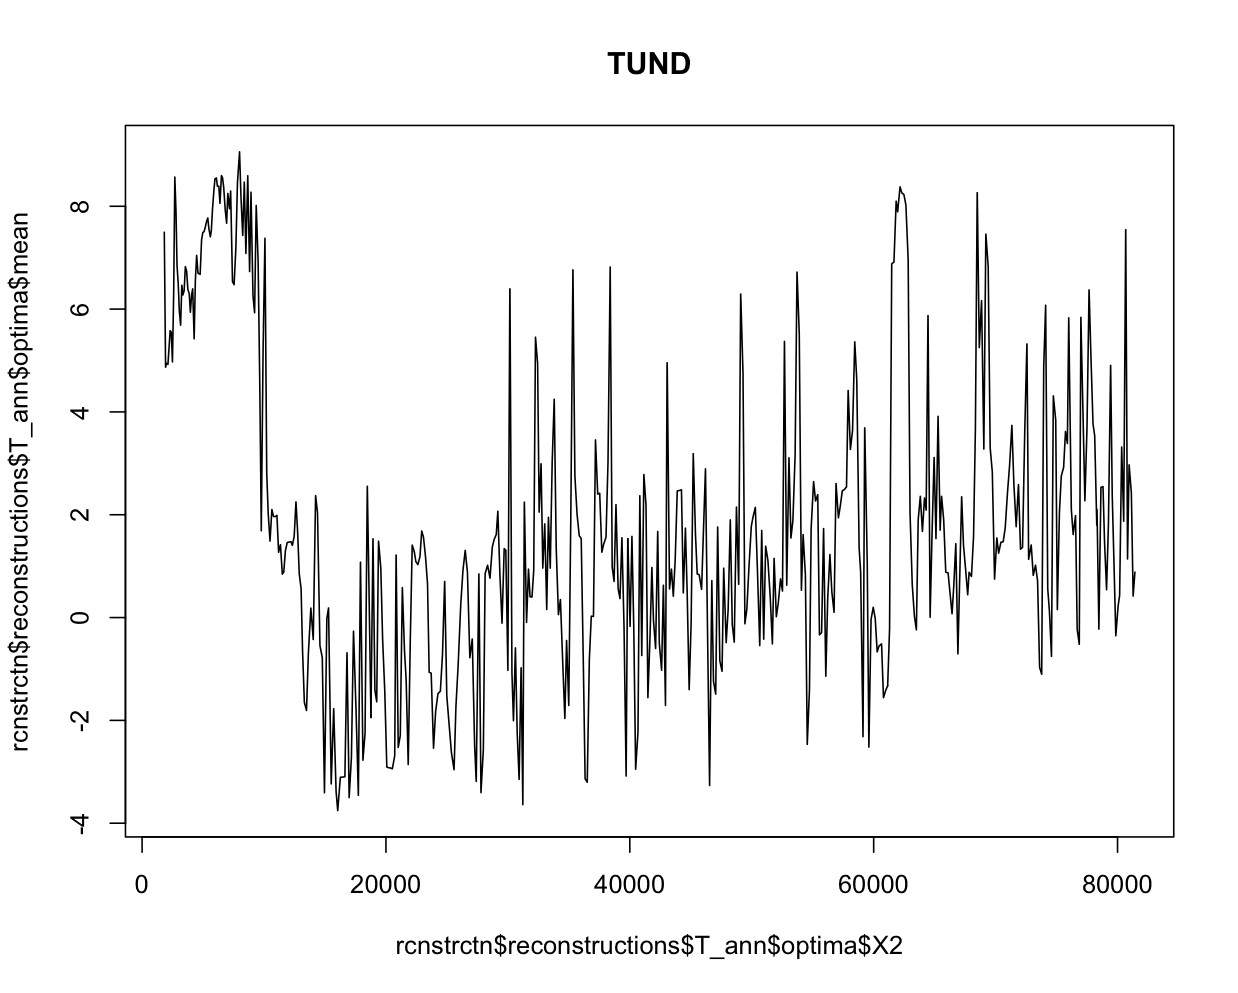 TUND
rcnstrctn$reconstructions$T_ann$optima$mean
8
6
4
2
0
-2
-4
0 20000 40000 60000 80000
rcnstrctn$reconstructions$T_ann$optima$X2